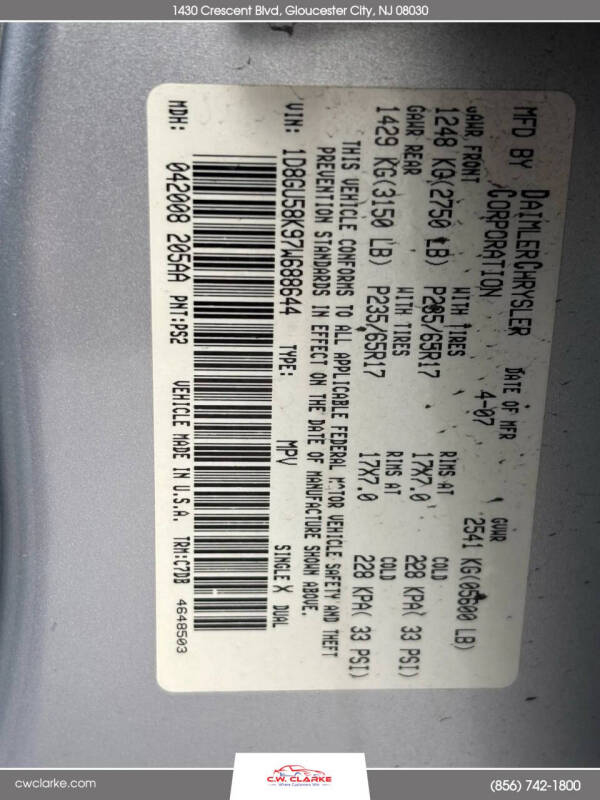 1430 Crescent Blvd, Gloucester City, NJ 08030
MFD BY DAIMLERCHRYSLER CORPORATION
DATE OF MFR 4-07
GVWR 2541 KG(05600 LB)
GAWR FRONT WITH TIRES RIMS AT COLD
1248 KG(2750 LB) P235/65R17 17X7.0 228 KPA( 33 PSI)
GAWR REAR WITH TIRES RIMS AT COLD
1429 KG(3150 LB) P235/65R17 17X7.0 228 KPA( 33 PSI)
THIS VEHICLE CONFORMS TO ALL APPLICABLE FEDERAL MOTOR VEHICLE SAFETY AND THEFT
PREVENTION STANDARDS IN EFFECT ON THE DATE OF MANUFACTURE SHOWN ABOVE.
VIN: 1D8GU58K97W688644 TYPE: MPV SINGLE X DUAL
MDH: 042008 205AA PNT:PS2 VEHICLE MADE IN U.S.A. TRM:C7DB 4648503
cwclarke.com
C.W. CLARKE
Where Customers Win
(856) 742-1800